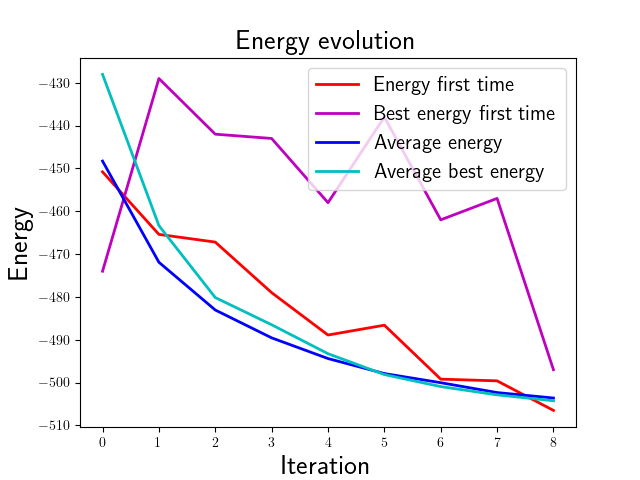 Energy evolution
Energy first time
Best energy first time
Average energy
Average best energy
Energy
−430
−440
−450
−460
−470
−480
−490
−500
−510
0 1 2 3 4 5 6 7 8
Iteration